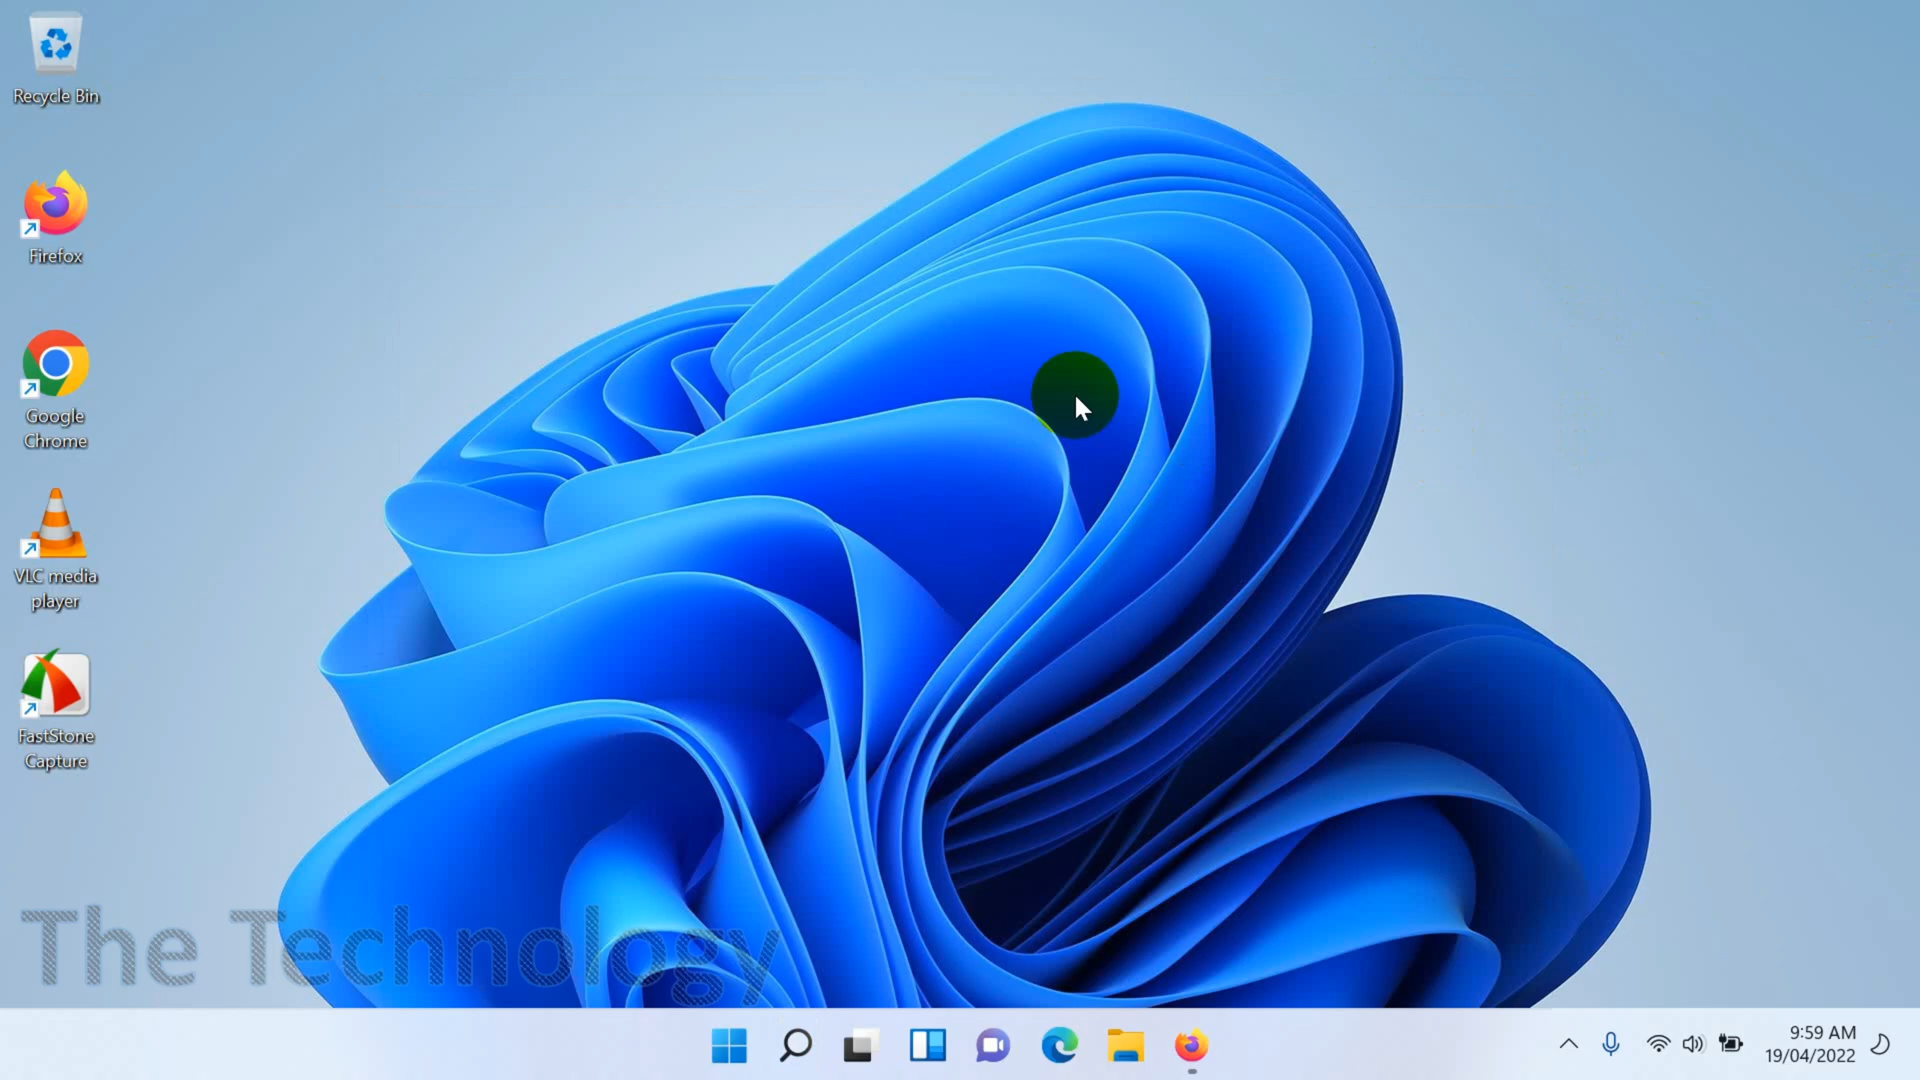 Recycle Bin
Firefox
Google
Chrome
VLC media
player
FastStone
Capture
The Technology
9:59 AM
19/04/2022